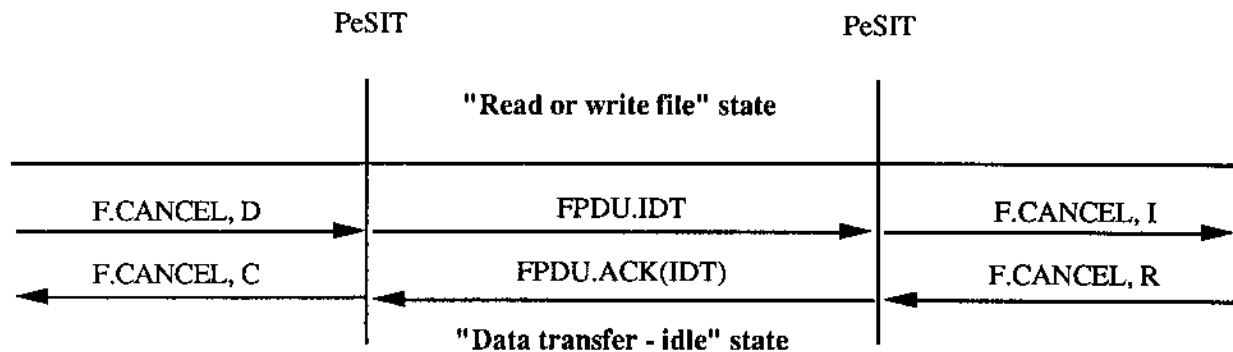 PeSIT PeSIT
"Read or write file" state
F.CANCEL, D FPDU.IDT F.CANCEL, I
F.CANCEL, C FPDU.ACK(IDT) F.CANCEL, R
"Data transfer - idle" state